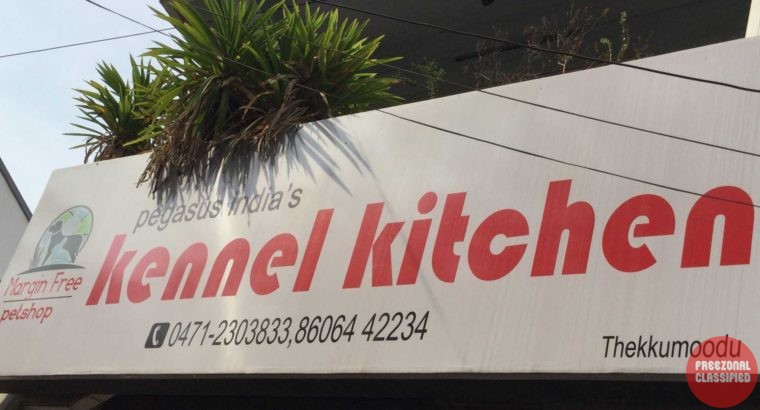 pegasus india's
kennel kitchen
Margin Free
petshop
0471-2303833,86064 42234
Thekkumoodu
FREEZONAL
CLASSIFIED